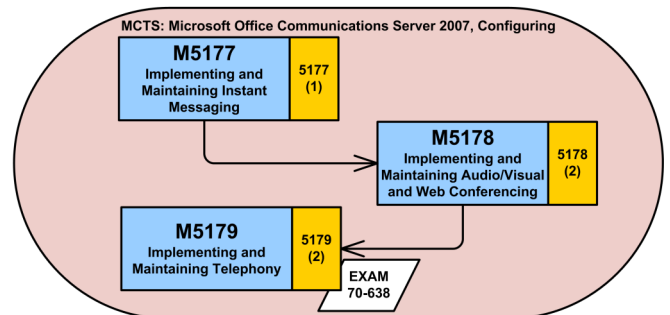 MCTS: Microsoft Office Communications Server 2007, Configuring
M5177
Implementing and
Maintaining Instant
Messaging
5177
(1)
M5178
Implementing and
Maintaining Audio/Visual
and Web Conferencing
5178
(2)
M5179
Implementing and
Maintaining Telephony
5179
(2)
EXAM
70-638